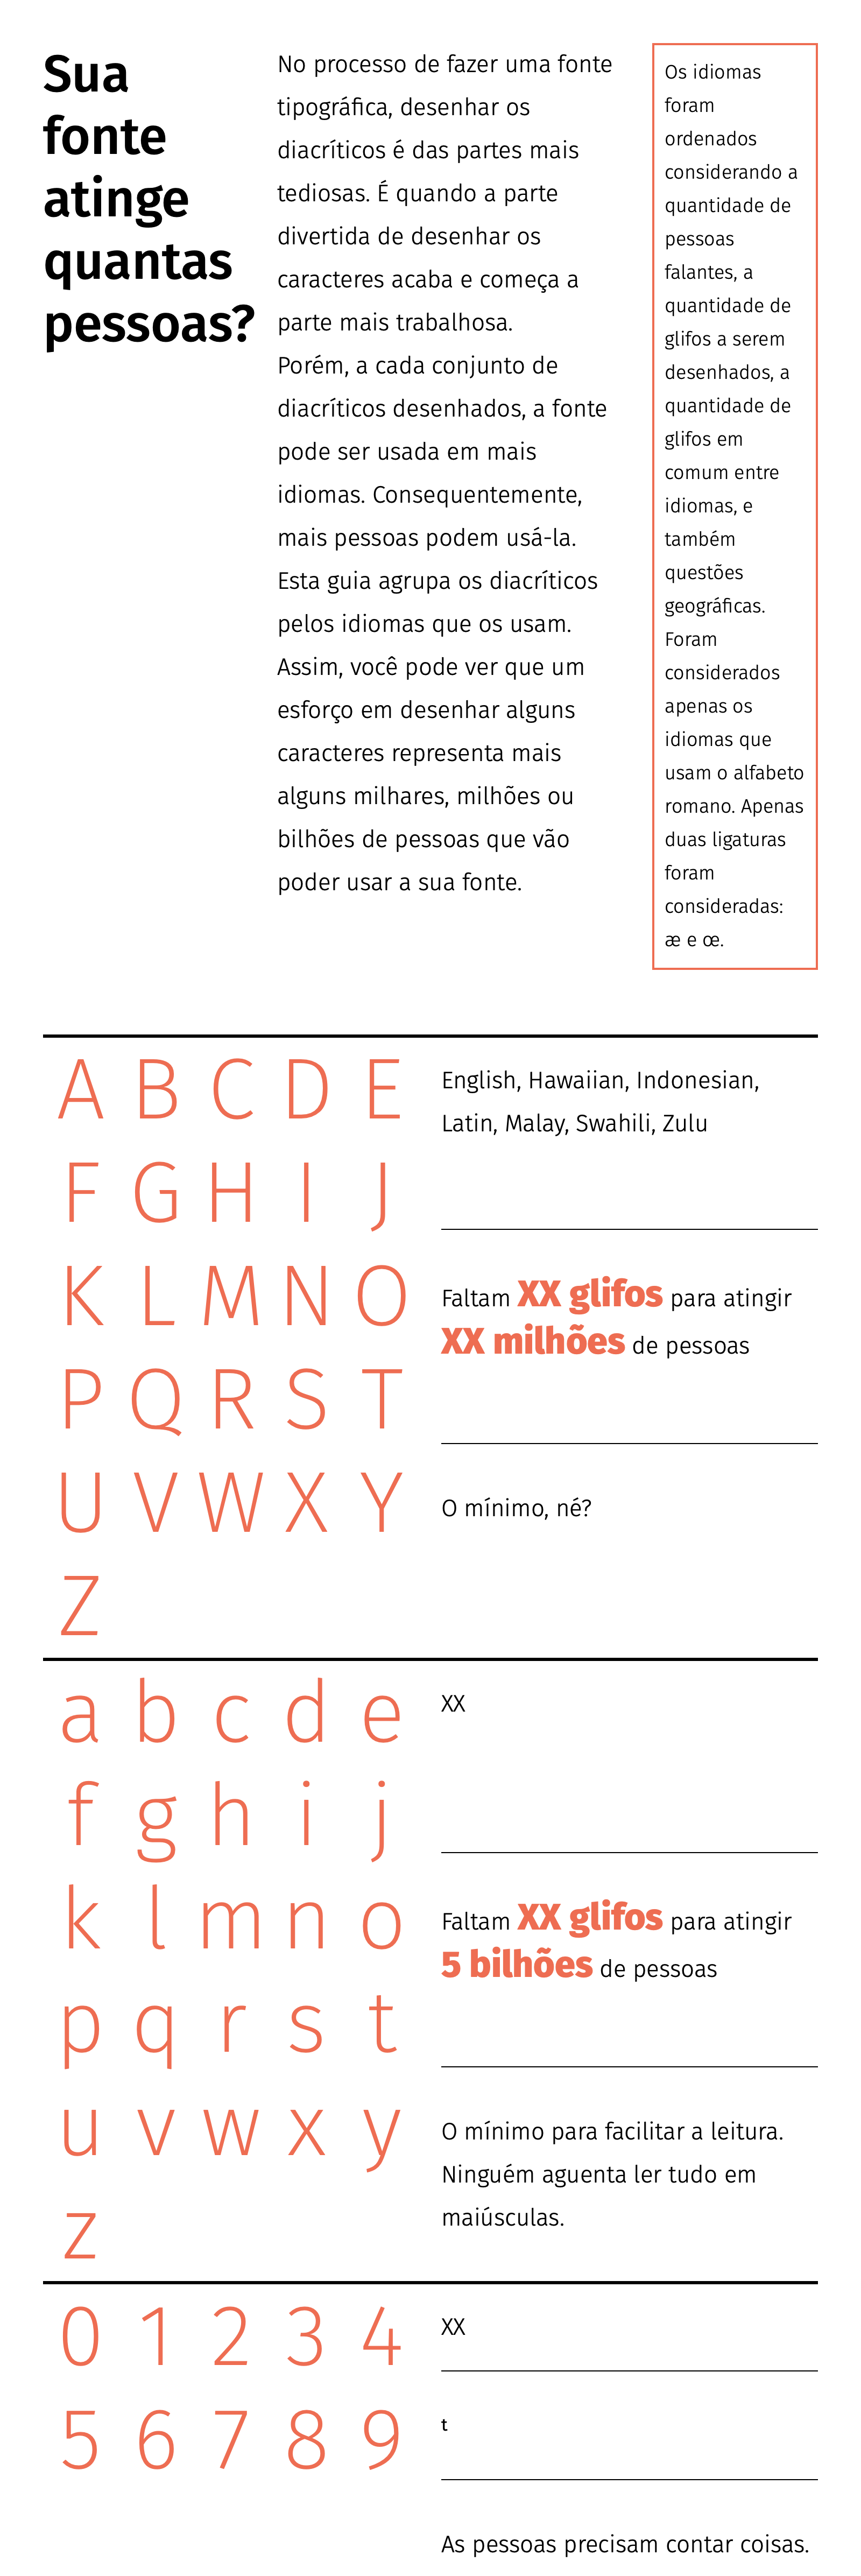 Sua
fonte
atinge
quantas
pessoas?
No processo de fazer uma fonte
tipográfica, desenhar os
diacríticos é das partes mais
tediosas. É quando a parte
divertida de desenhar os
caracteres acaba e começa a
parte mais trabalhosa.
Porém, a cada conjunto de
diacríticos desenhados, a fonte
pode ser usada em mais
idiomas. Consequentemente,
mais pessoas podem usá-la.
Esta guia agrupa os diacríticos
pelos idiomas que os usam.
Assim, você pode ver que um
esforço em desenhar alguns
caracteres representa mais
alguns milhares, milhões ou
bilhões de pessoas que vão
poder usar a sua fonte.
Os idiomas
foram
ordenados
considerando a
quantidade de
pessoas
falantes, a
quantidade de
glifos a serem
desenhados, a
quantidade de
glifos em
comum entre
idiomas, e
também
questões
geográficas.
Foram
considerados
apenas os
idiomas que
usam o alfabeto
romano. Apenas
duas ligaturas
foram
consideradas:
æ e œ.
A B C D E
F G H I J
K L M N O
P Q R S T
U V W X Y
Z
English, Hawaiian, Indonesian,
Latin, Malay, Swahili, Zulu
Faltam XX glifos para atingir
XX milhões de pessoas
O mínimo, né?
a b c d e
f g h i j
k l m n o
p q r s t
u v w x y
z
XX
Faltam XX glifos para atingir
5 bilhões de pessoas
O mínimo para facilitar a leitura.
Ninguém aguenta ler tudo em
maiúsculas.
0 1 2 3 4
5 6 7 8 9
XX
t
As pessoas precisam contar coisas.